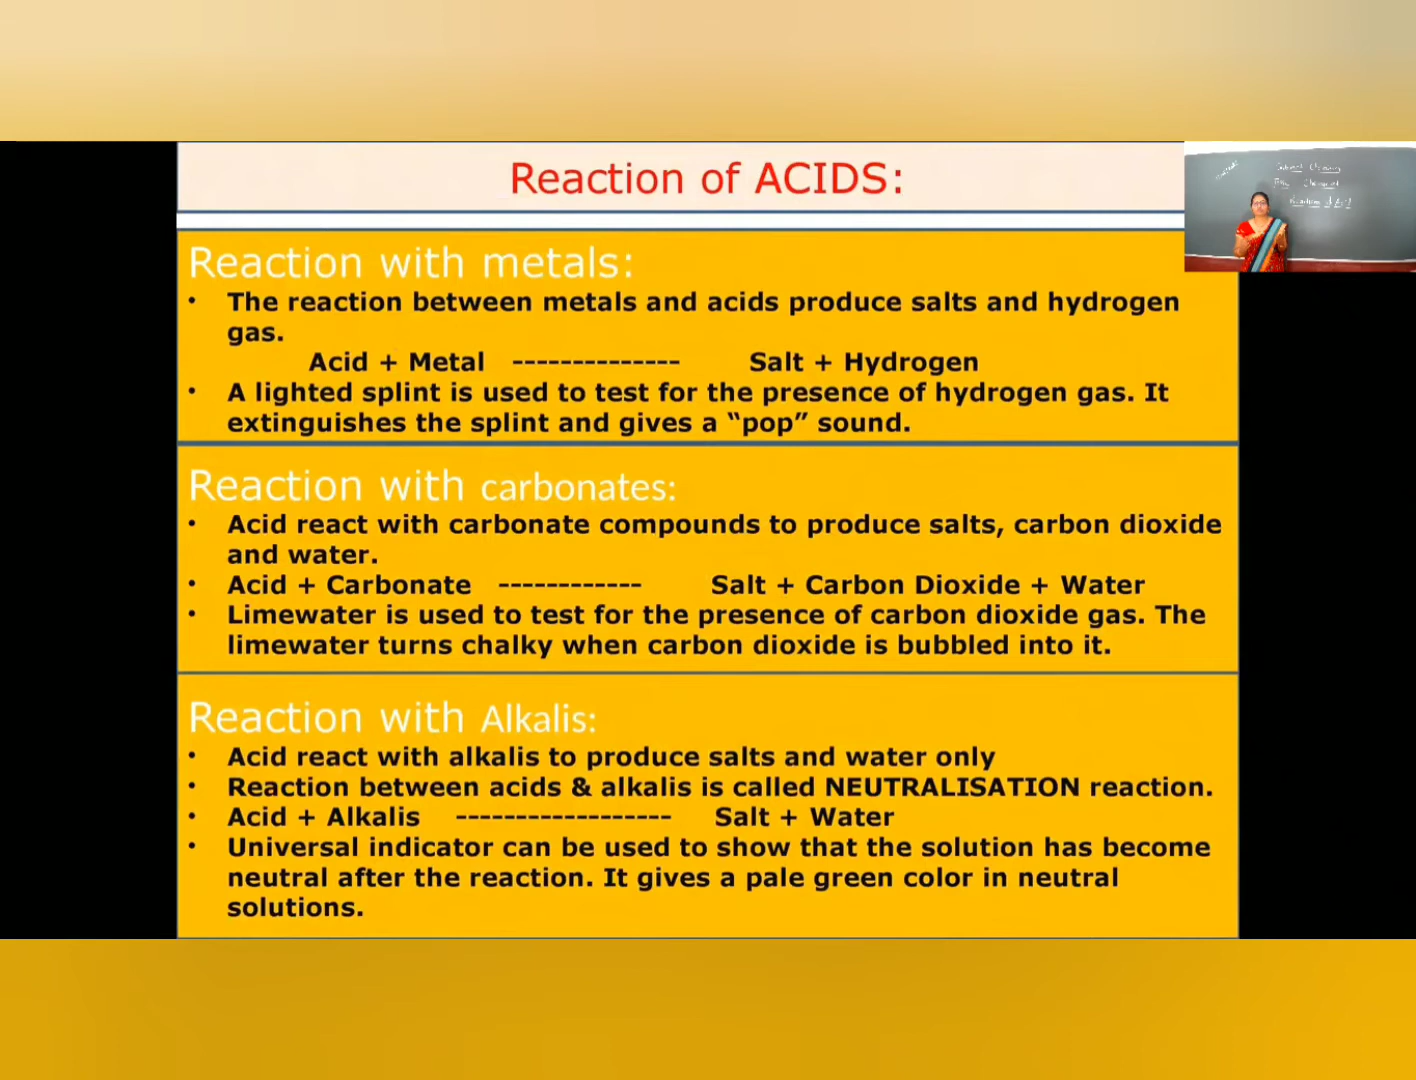 Reaction of ACIDS:
Reaction with metals:
• The reaction between metals and acids produce salts and hydrogen
gas.
Acid + Metal -------------- Salt + Hydrogen
• A lighted splint is used to test for the presence of hydrogen gas. It
extinguishes the splint and gives a “pop” sound.
Reaction with carbonates:
• Acid react with carbonate compounds to produce salts, carbon dioxide
and water.
• Acid + Carbonate ------------ Salt + Carbon Dioxide + Water
• Limewater is used to test for the presence of carbon dioxide gas. The
limewater turns chalky when carbon dioxide is bubbled into it.
Reaction with Alkalis:
• Acid react with alkalis to produce salts and water only
• Reaction between acids & alkalis is called NEUTRALISATION reaction.
• Acid + Alkalis ------------------ Salt + Water
• Universal indicator can be used to show that the solution has become
neutral after the reaction. It gives a pale green color in neutral
solutions.